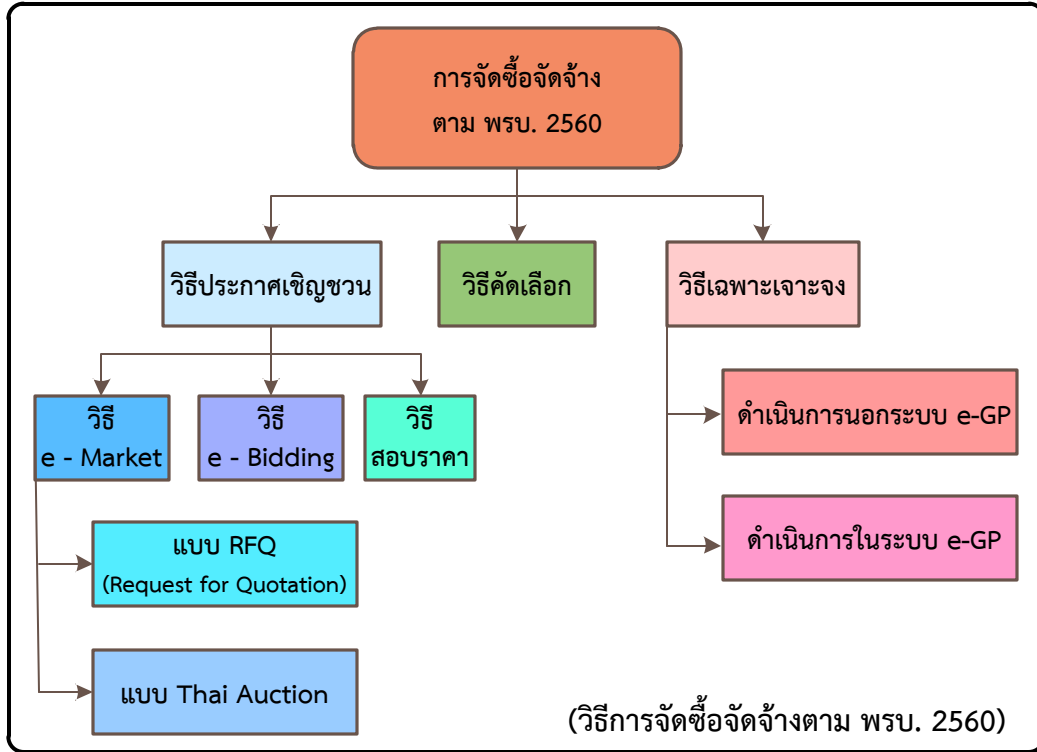 การจัดซื้อจัดจ้าง
ตาม พรบ. 2560
วิธีประกาศเชิญชวน
วิธีคัดเลือก
วิธีเฉพาะเจาะจง
วิธี
e - Market
วิธี
e - Bidding
วิธี
สอบราคา
ดำเนินการนอกระบบ e-GP
แบบ RFQ
(Request for Quotation)
ดำเนินการในระบบ e-GP
แบบ Thai Auction
(วิธีการจัดซื้อจัดจ้างตาม พรบ. 2560)